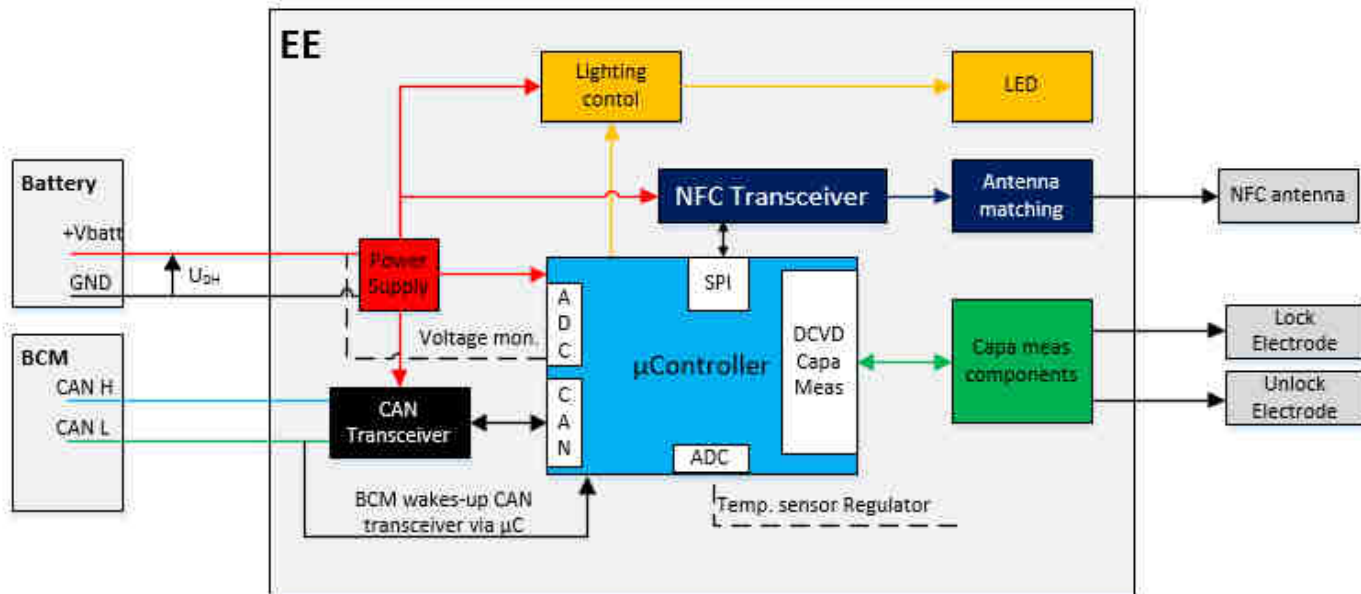 EE
Lighting
contol
LED
Battery
+Vbatt
GND
U_DH
Power
Supply
NFC Transceiver
Antenna
matching
NFC antenna
SPI
A
D
C
Voltage mon.
µController
DCVD
Capa
Meas
Capa meas
components
Lock
Electrode
Unlock
Electrode
BCM
CAN H
CAN L
CAN
Transceiver
C
A
N
ADC
BCM wakes-up CAN
transceiver via µC
Temp. sensor Regulator